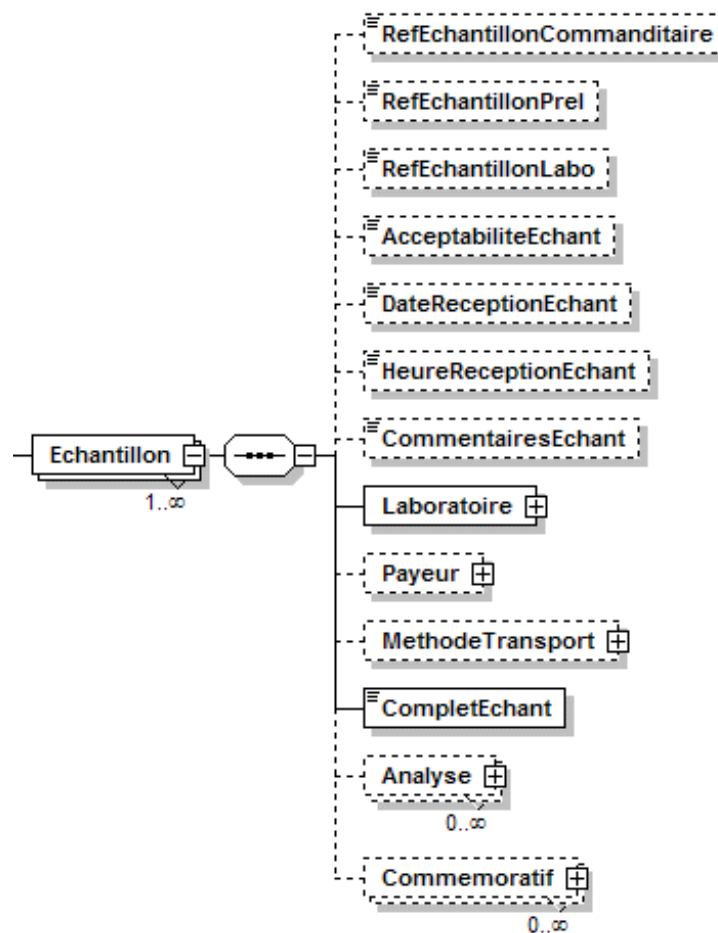 RefEchantillonCommanditaire
RefEchantillonPrel
RefEchantillonLabo
AcceptabiliteEchant
DateReceptionEchant
HeureReceptionEchant
CommentairesEchant
Echantillon
1..∞
Laboratoire
Payeur
MethodeTransport
CompletEchant
Analyse
0..∞
Commemoratif
0..∞